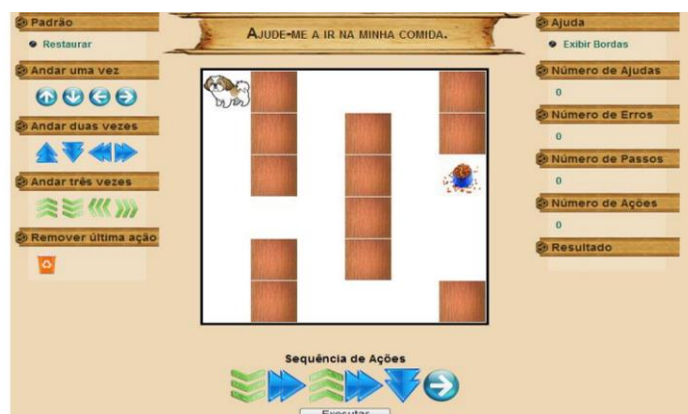 Padrão
Restaurar
Andar uma vez
Andar duas vezes
Andar três vezes
Remover última ação
AJUDE-ME A IR NA MINHA COMIDA.
Ajuda
Exibir Bordas
Número de Ajudas
0
Número de Erros
0
Número de Passos
0
Número de Ações
0
Resultado
Sequência de Ações
Executar